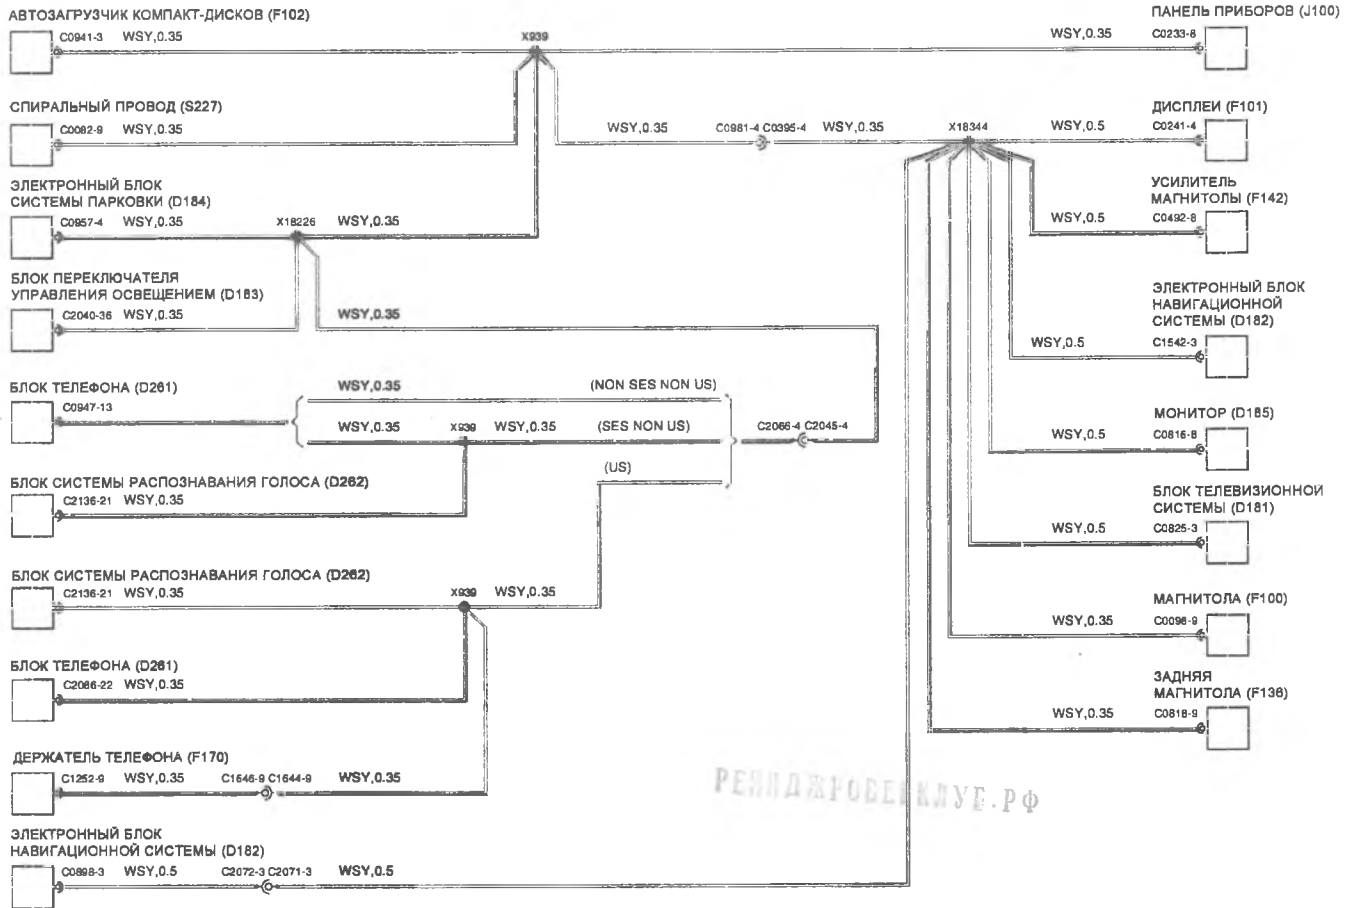 АВТОЗАГРУЗЧИК КОМПАКТ-ДИСКОВ (F102)
C0941-3 WSY,0.35
X939
WSY,0.35
ПАНЕЛЬ ПРИБОРОВ (J100)
C0233-8
СПИРАЛЬНЫЙ ПРОВОД (S227)
C0082-9 WSY,0.35
WSY,0.35
C0981-4 C0395-4
WSY,0.35
X18344
WSY,0.5
ДИСПЛЕИ (F101)
C0241-4
ЭЛЕКТРОННЫЙ БЛОК
СИСТЕМЫ ПАРКОВКИ (D184)
C0957-4 WSY,0.35
X18226
WSY,0.35
УСИЛИТЕЛЬ
МАГНИТОЛЫ (F142)
WSY,0.5
C0492-8
БЛОК ПЕРЕКЛЮЧАТЕЛЯ
УПРАВЛЕНИЯ ОСВЕЩЕНИЕМ (D183)
C2040-36 WSY,0.35
WSY,0.35
ЭЛЕКТРОННЫЙ БЛОК
НАВИГАЦИОННОЙ
СИСТЕМЫ (D182)
WSY,0.5
C1542-3
БЛОК ТЕЛЕФОНА (D261)
C0947-13
WSY,0.35
(NON SES NON US)
WSY,0.35
X939
WSY,0.35
(SES NON US)
C2066-4 C2045-4
(US)
МОНИТОР (D185)
WSY,0.5
C0816-8
БЛОК СИСТЕМЫ РАСПОЗНАВАНИЯ ГОЛОСА (D262)
C2136-21 WSY,0.35
БЛОК ТЕЛЕВИЗИОННОЙ
СИСТЕМЫ (D181)
WSY,0.5
C0825-3
БЛОК СИСТЕМЫ РАСПОЗНАВАНИЯ ГОЛОСА (D262)
C2136-21 WSY,0.35
X939
WSY,0.35
МАГНИТОЛА (F100)
WSY,0.35
C0098-9
БЛОК ТЕЛЕФОНА (D261)
C2086-22 WSY,0.35
ЗАДНЯЯ
МАГНИТОЛА (F136)
WSY,0.35
C0818-9
ДЕРЖАТЕЛЬ ТЕЛЕФОНА (F170)
C1252-9 WSY,0.35
C1646-9 C1644-9
WSY,0.35
РЕНДЖРОВЕРКЛУБ.РФ
ЭЛЕКТРОННЫЙ БЛОК
НАВИГАЦИОННОЙ СИСТЕМЫ (D182)
C0898-3 WSY,0.5
C2072-3 C2071-3
WSY,0.5